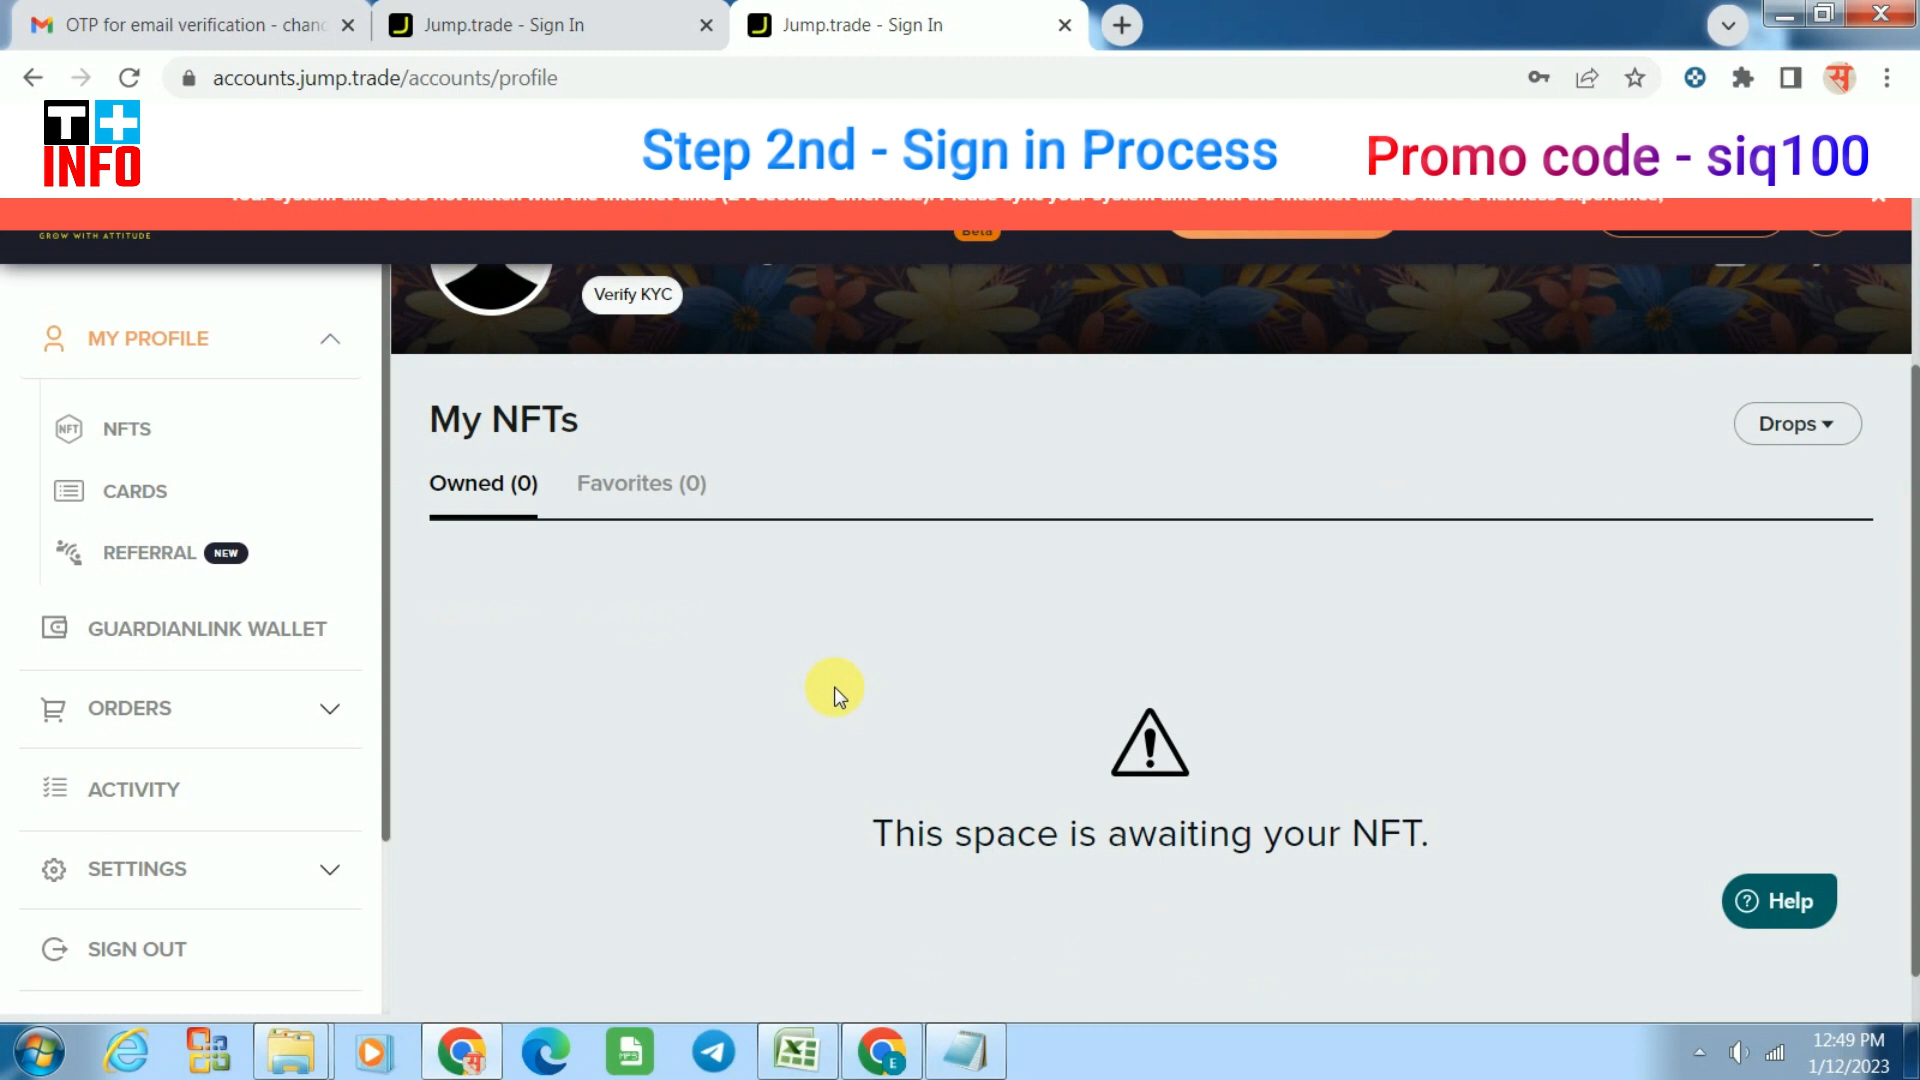 OTP for email verification - chanc
Jump.trade - Sign In
Jump.trade - Sign In
accounts.jump.trade/accounts/profile
स
T+
INFO
Step 2nd - Sign in Process
Promo code - siq100
GROW WITH ATTITUDE
Beta
Verify KYC
MY PROFILE
NFT
NFTS
CARDS
REFERRAL NEW
GUARDIANLINK WALLET
ORDERS
ACTIVITY
SETTINGS
SIGN OUT
My NFTs
Drops
Owned (0)
Favorites (0)
This space is awaiting your NFT.
Help
12:49 PM
1/12/2023